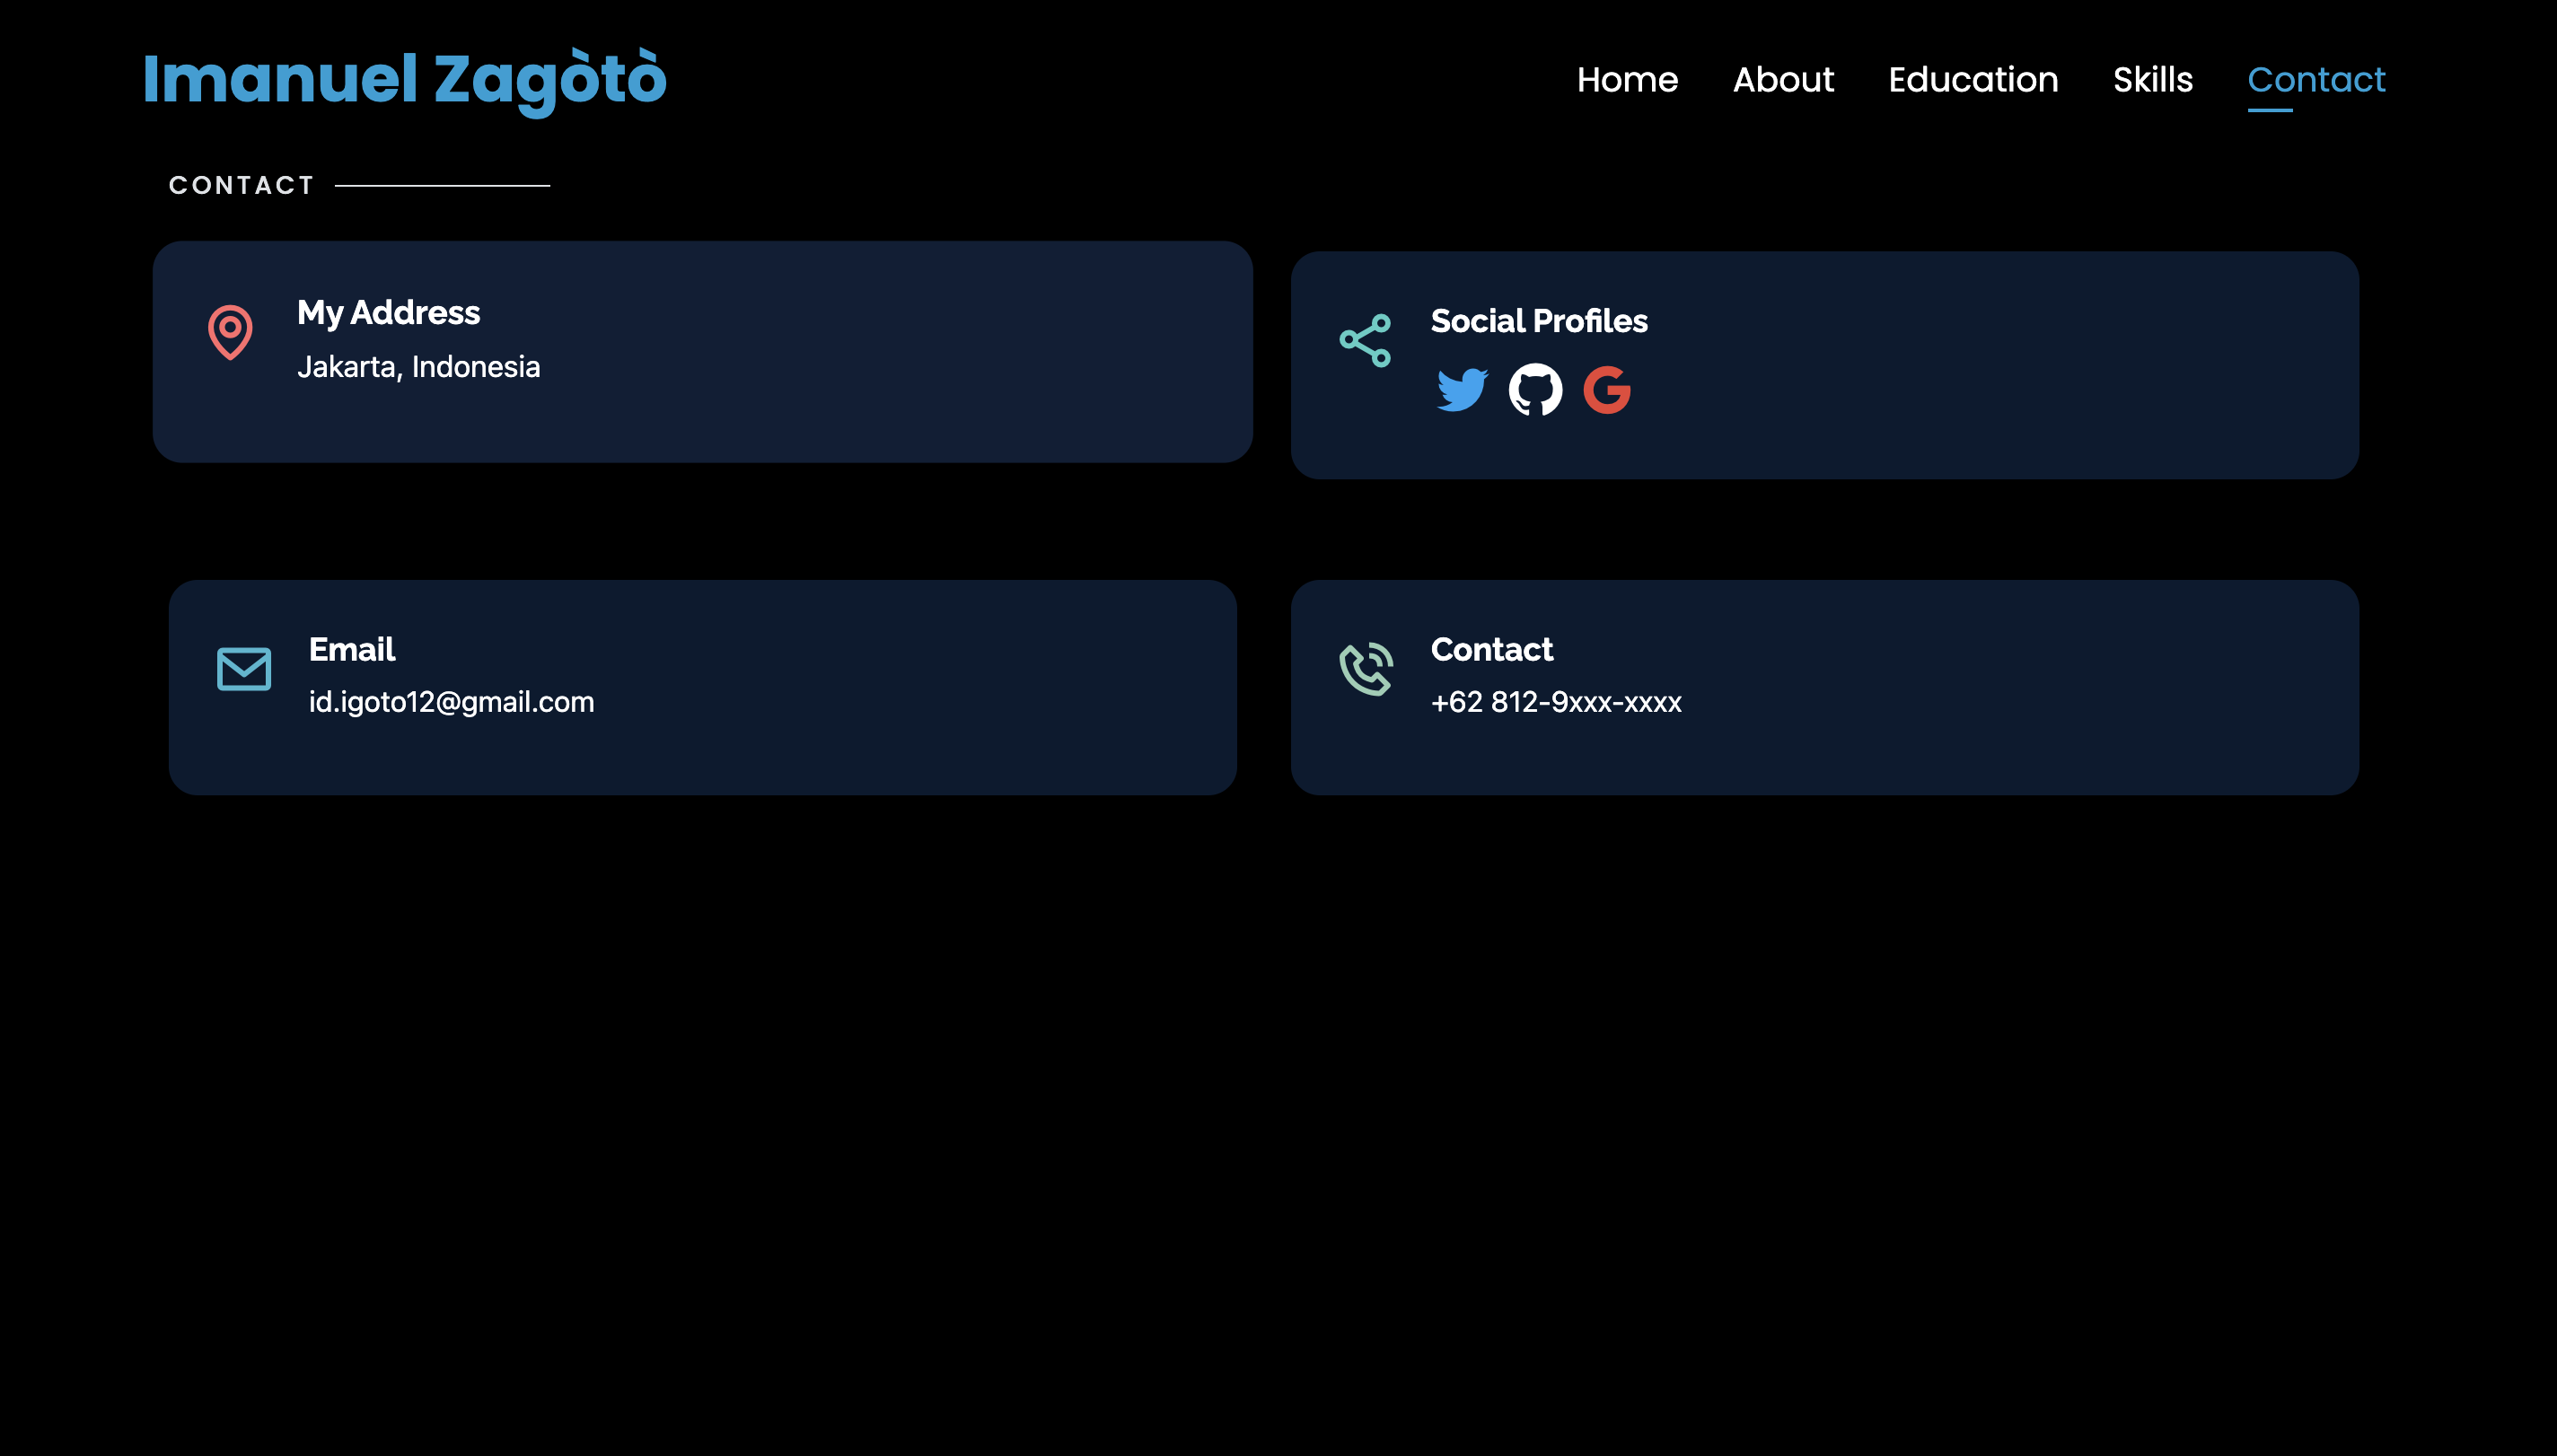 Imanuel Zagòtò
Home About Education Skills Contact
CONTACT
My Address
Jakarta, Indonesia
Social Profiles
Email
id.igoto12@gmail.com
Contact
+62 812-9xxx-xxxx